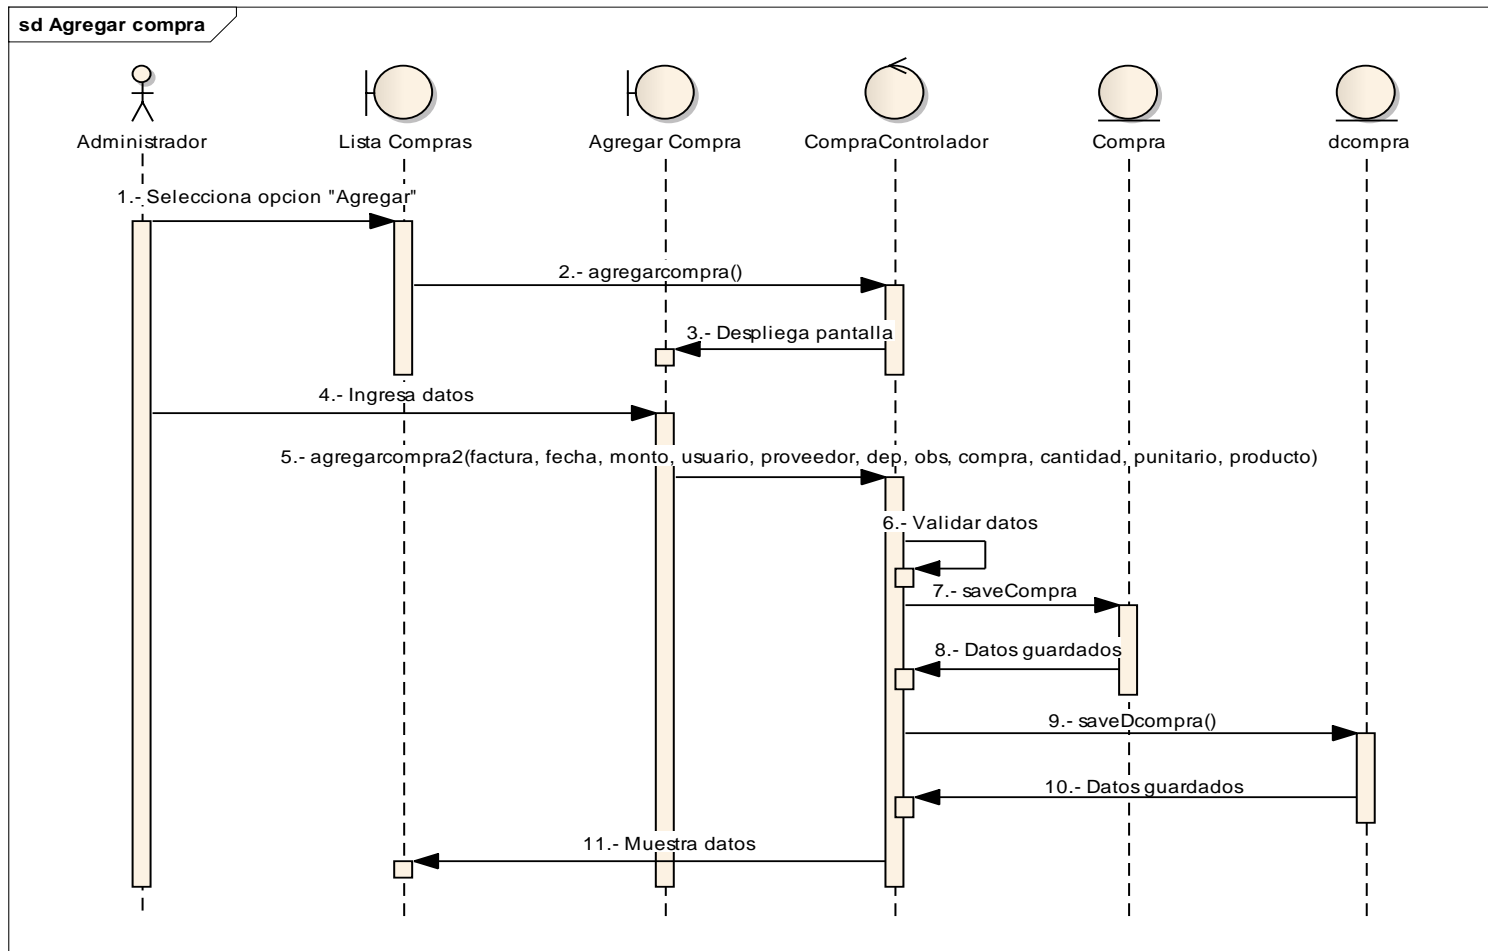 sd Agregar compra
Administrador
Lista Compras
Agregar Compra
CompraControlador
Compra
dcompra
1.- Selecciona opcion "Agregar"
2.- agregarcompra()
3.- Despliega pantalla
4.- Ingresa datos
5.- agregarcompra2(factura, fecha, monto, usuario, proveedor, dep, obs, compra, cantidad, punitario, producto)
6.- Validar datos
7.- saveCompra
8.- Datos guardados
9.- saveDcompra()
10.- Datos guardados
11.- Muestra datos